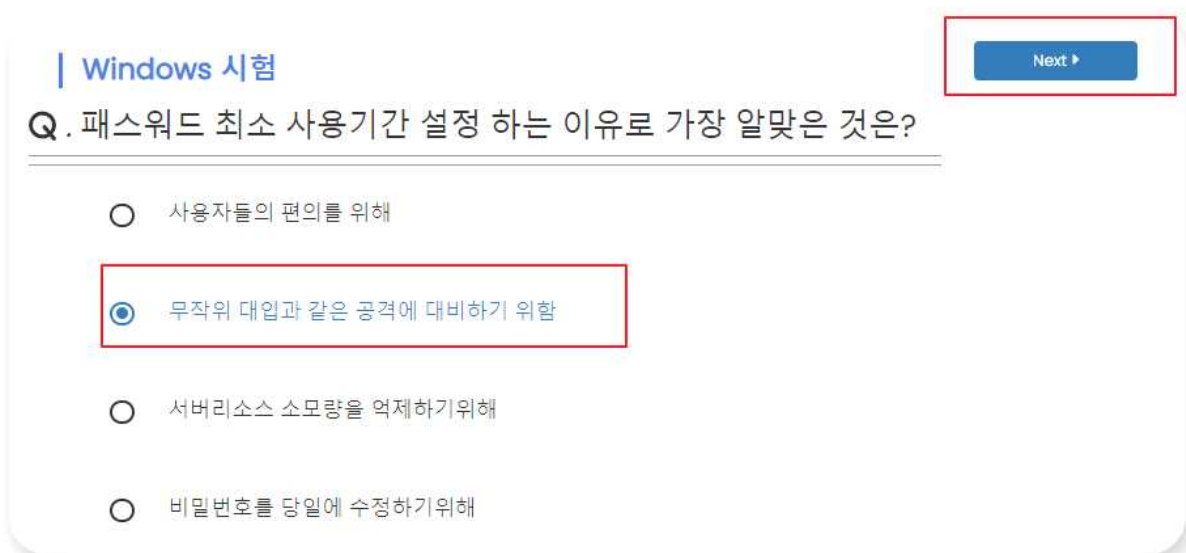 Windows 시험
Next
Q. 패스워드 최소 사용기간 설정 하는 이유로 가장 알맞은 것은?
사용자들의 편의를 위해
무작위 대입과 같은 공격에 대비하기 위함
서버리소스 소모량을 억제하기위해
비밀번호를 당일에 수정하기위해